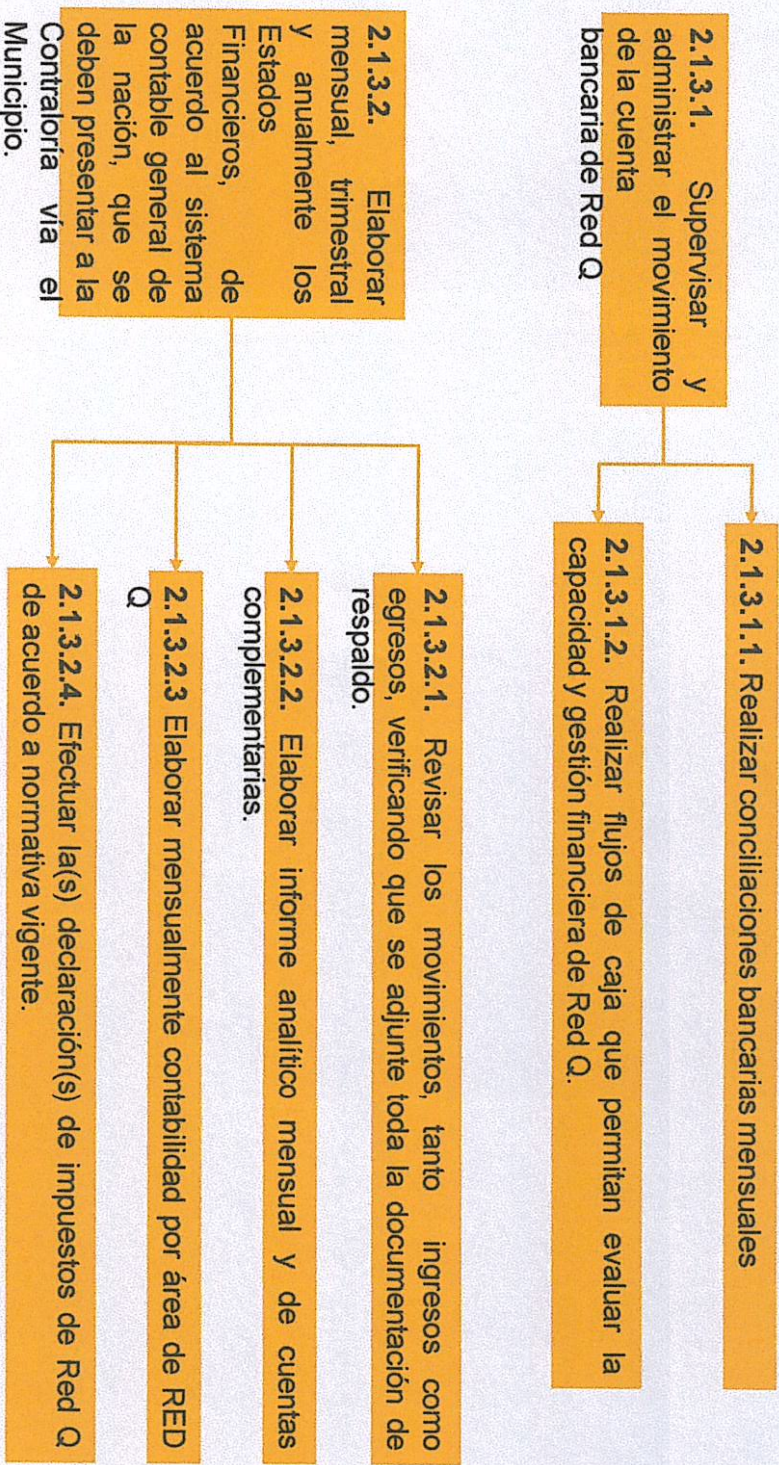 2.1.3.1. Supervisar y
administrar el movimiento
de la cuenta
bancaria de Red Q
2.1.3.1.1. Realizar conciliaciones bancarias mensuales
2.1.3.1.2. Realizar flujos de caja que permitan evaluar la
capacidad y gestión financiera de Red Q.
2.1.3.2. Elaborar
mensual, trimestral
y anualmente los
Estados
Financieros, de
acuerdo al sistema
contable general de
la nación, que se
deben presentar a la
Contraloría vía el
Municipio.
2.1.3.2.1. Revisar los movimientos, tanto ingresos como
egresos, verificando que se adjunte toda la documentación de
respaldo.
2.1.3.2.2. Elaborar informe analítico mensual y de cuentas
complementarias.
2.1.3.2.3 Elaborar mensualmente contabilidad por área de RED
Q
2.1.3.2.4. Efectuar la(s) declaración(s) de impuestos de Red Q
de acuerdo a normativa vigente.